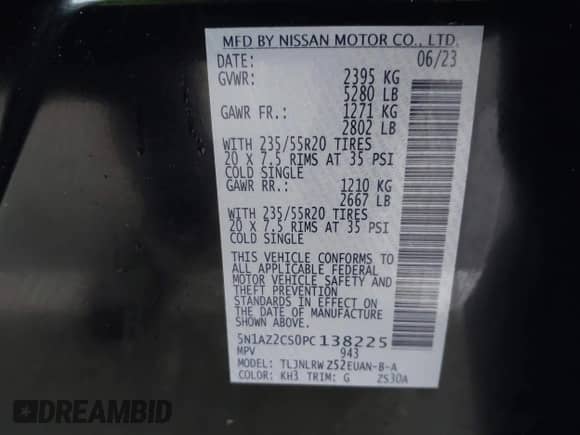 MFD BY NISSAN MOTOR CO., LTD.
DATE: 06/23
GVWR: 2395 KG
5280 LB
GAWR FR.: 1271 KG
2802 LB
WITH 235/55R20 TIRES
20 X 7.5 RIMS AT 35 PSI
COLD SINGLE
GAWR RR.: 1210 KG
2667 LB
WITH 235/55R20 TIRES
20 X 7.5 RIMS AT 35 PSI
COLD SINGLE
THIS VEHICLE CONFORMS TO
ALL APPLICABLE FEDERAL
MOTOR VEHICLE SAFETY AND
THEFT PREVENTION
STANDARDS IN EFFECT ON
THE DATE OF MANUFACTURE
SHOWN ABOVE.
5N1AZ2CS0PC138225
MPV 943
MODEL: TLJNLRW Z52EUAN-B-A
COLOR: KH3 TRIM: G ZS30A
DREAMBID